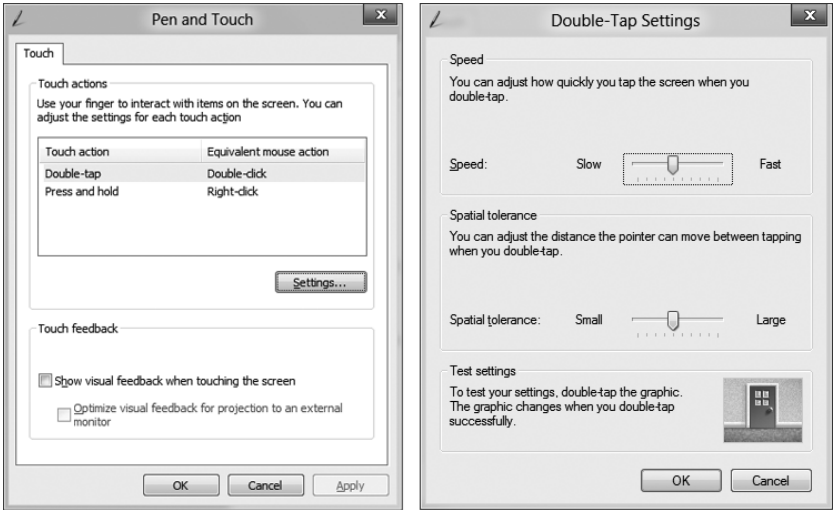 Pen and Touch
x
Touch
Touch actions
Use your finger to interact with items on the screen. You can
adjust the settings for each touch action
Touch action Equivalent mouse action
Double-tap Double-click
Press and hold Right-click
Settings...
Touch feedback
Show visual feedback when touching the screen
Optimize visual feedback for projection to an external
monitor
OK Cancel Apply
Double-Tap Settings
x
Speed
You can adjust how quickly you tap the screen when you
double-tap.
Speed: Slow Fast
Spatial tolerance
You can adjust the distance the pointer can move between tapping
when you double-tap.
Spatial tolerance: Small Large
Test settings
To test your settings, double-tap the graphic.
The graphic changes when you double-tap
successfully.
OK Cancel